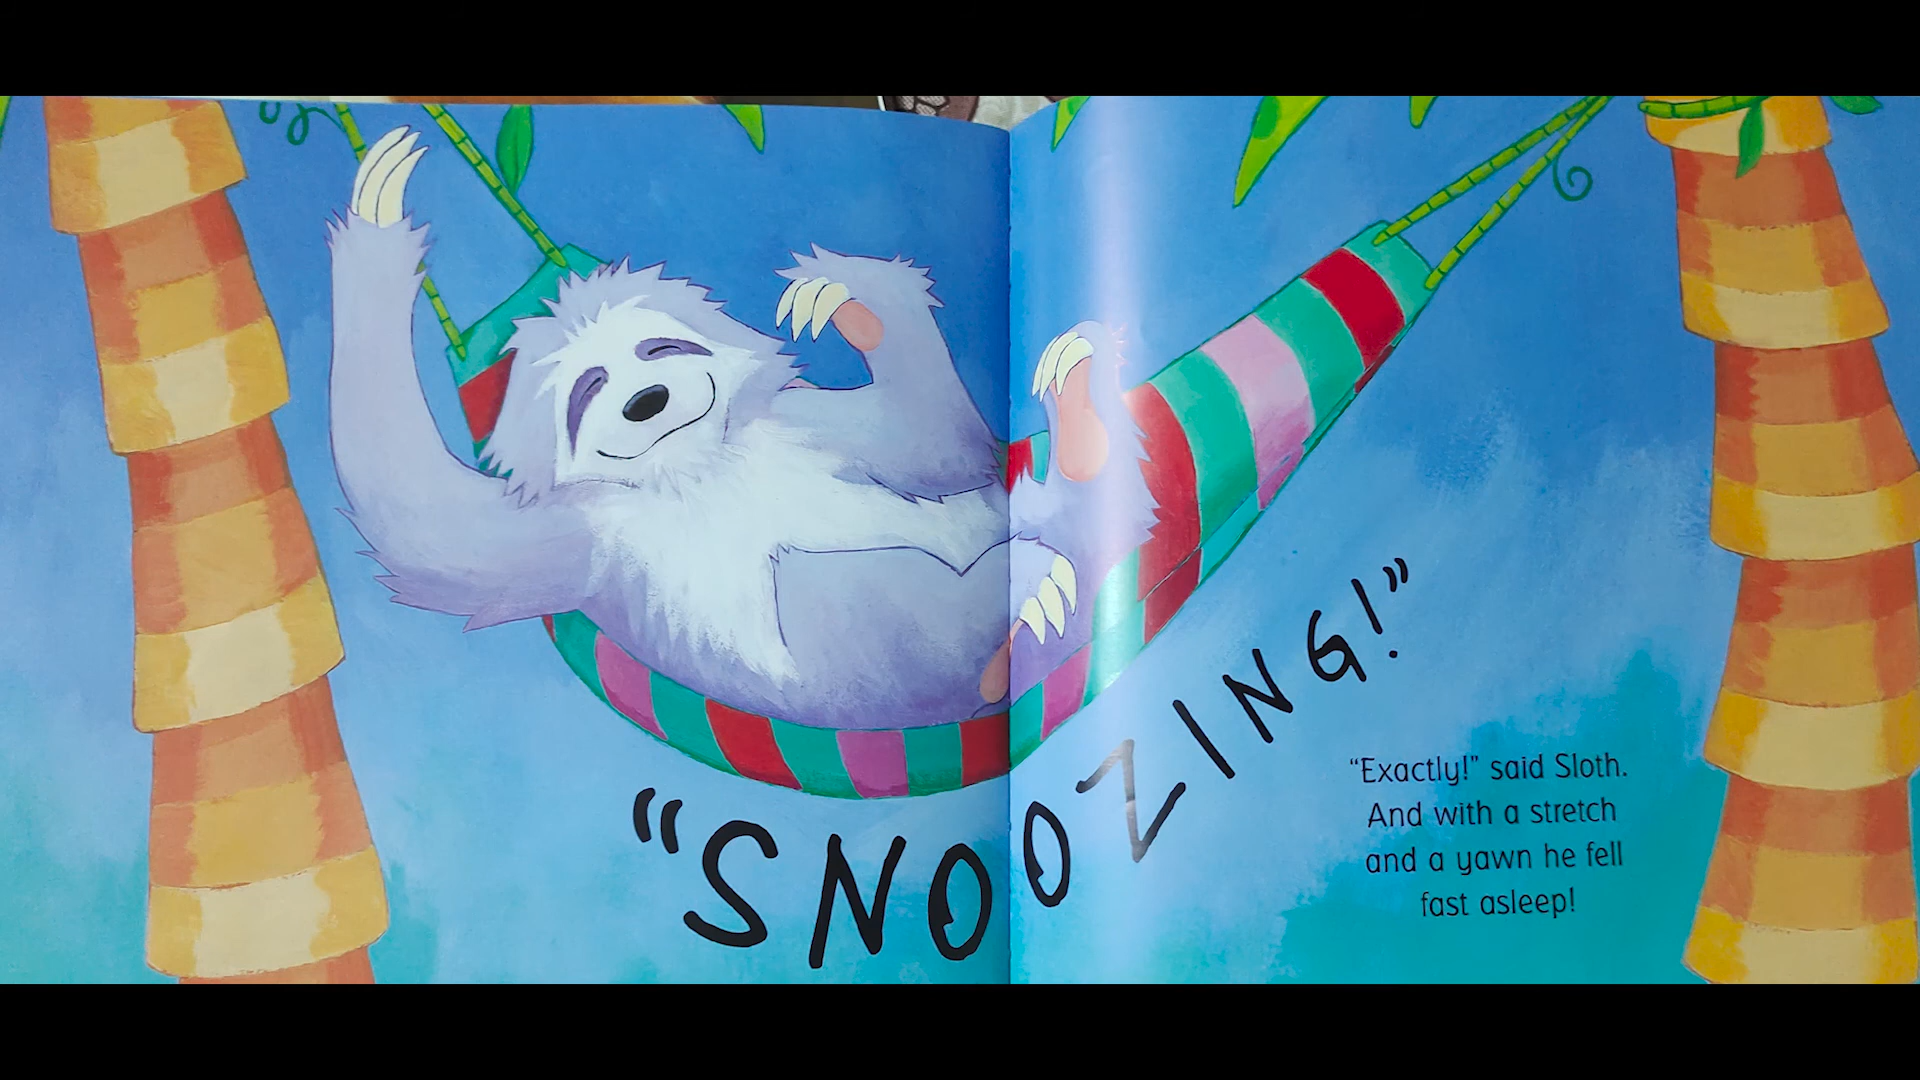 “SNOOZING!”
“Exactly!” said Sloth.
And with a stretch
and a yawn he fell
fast asleep!